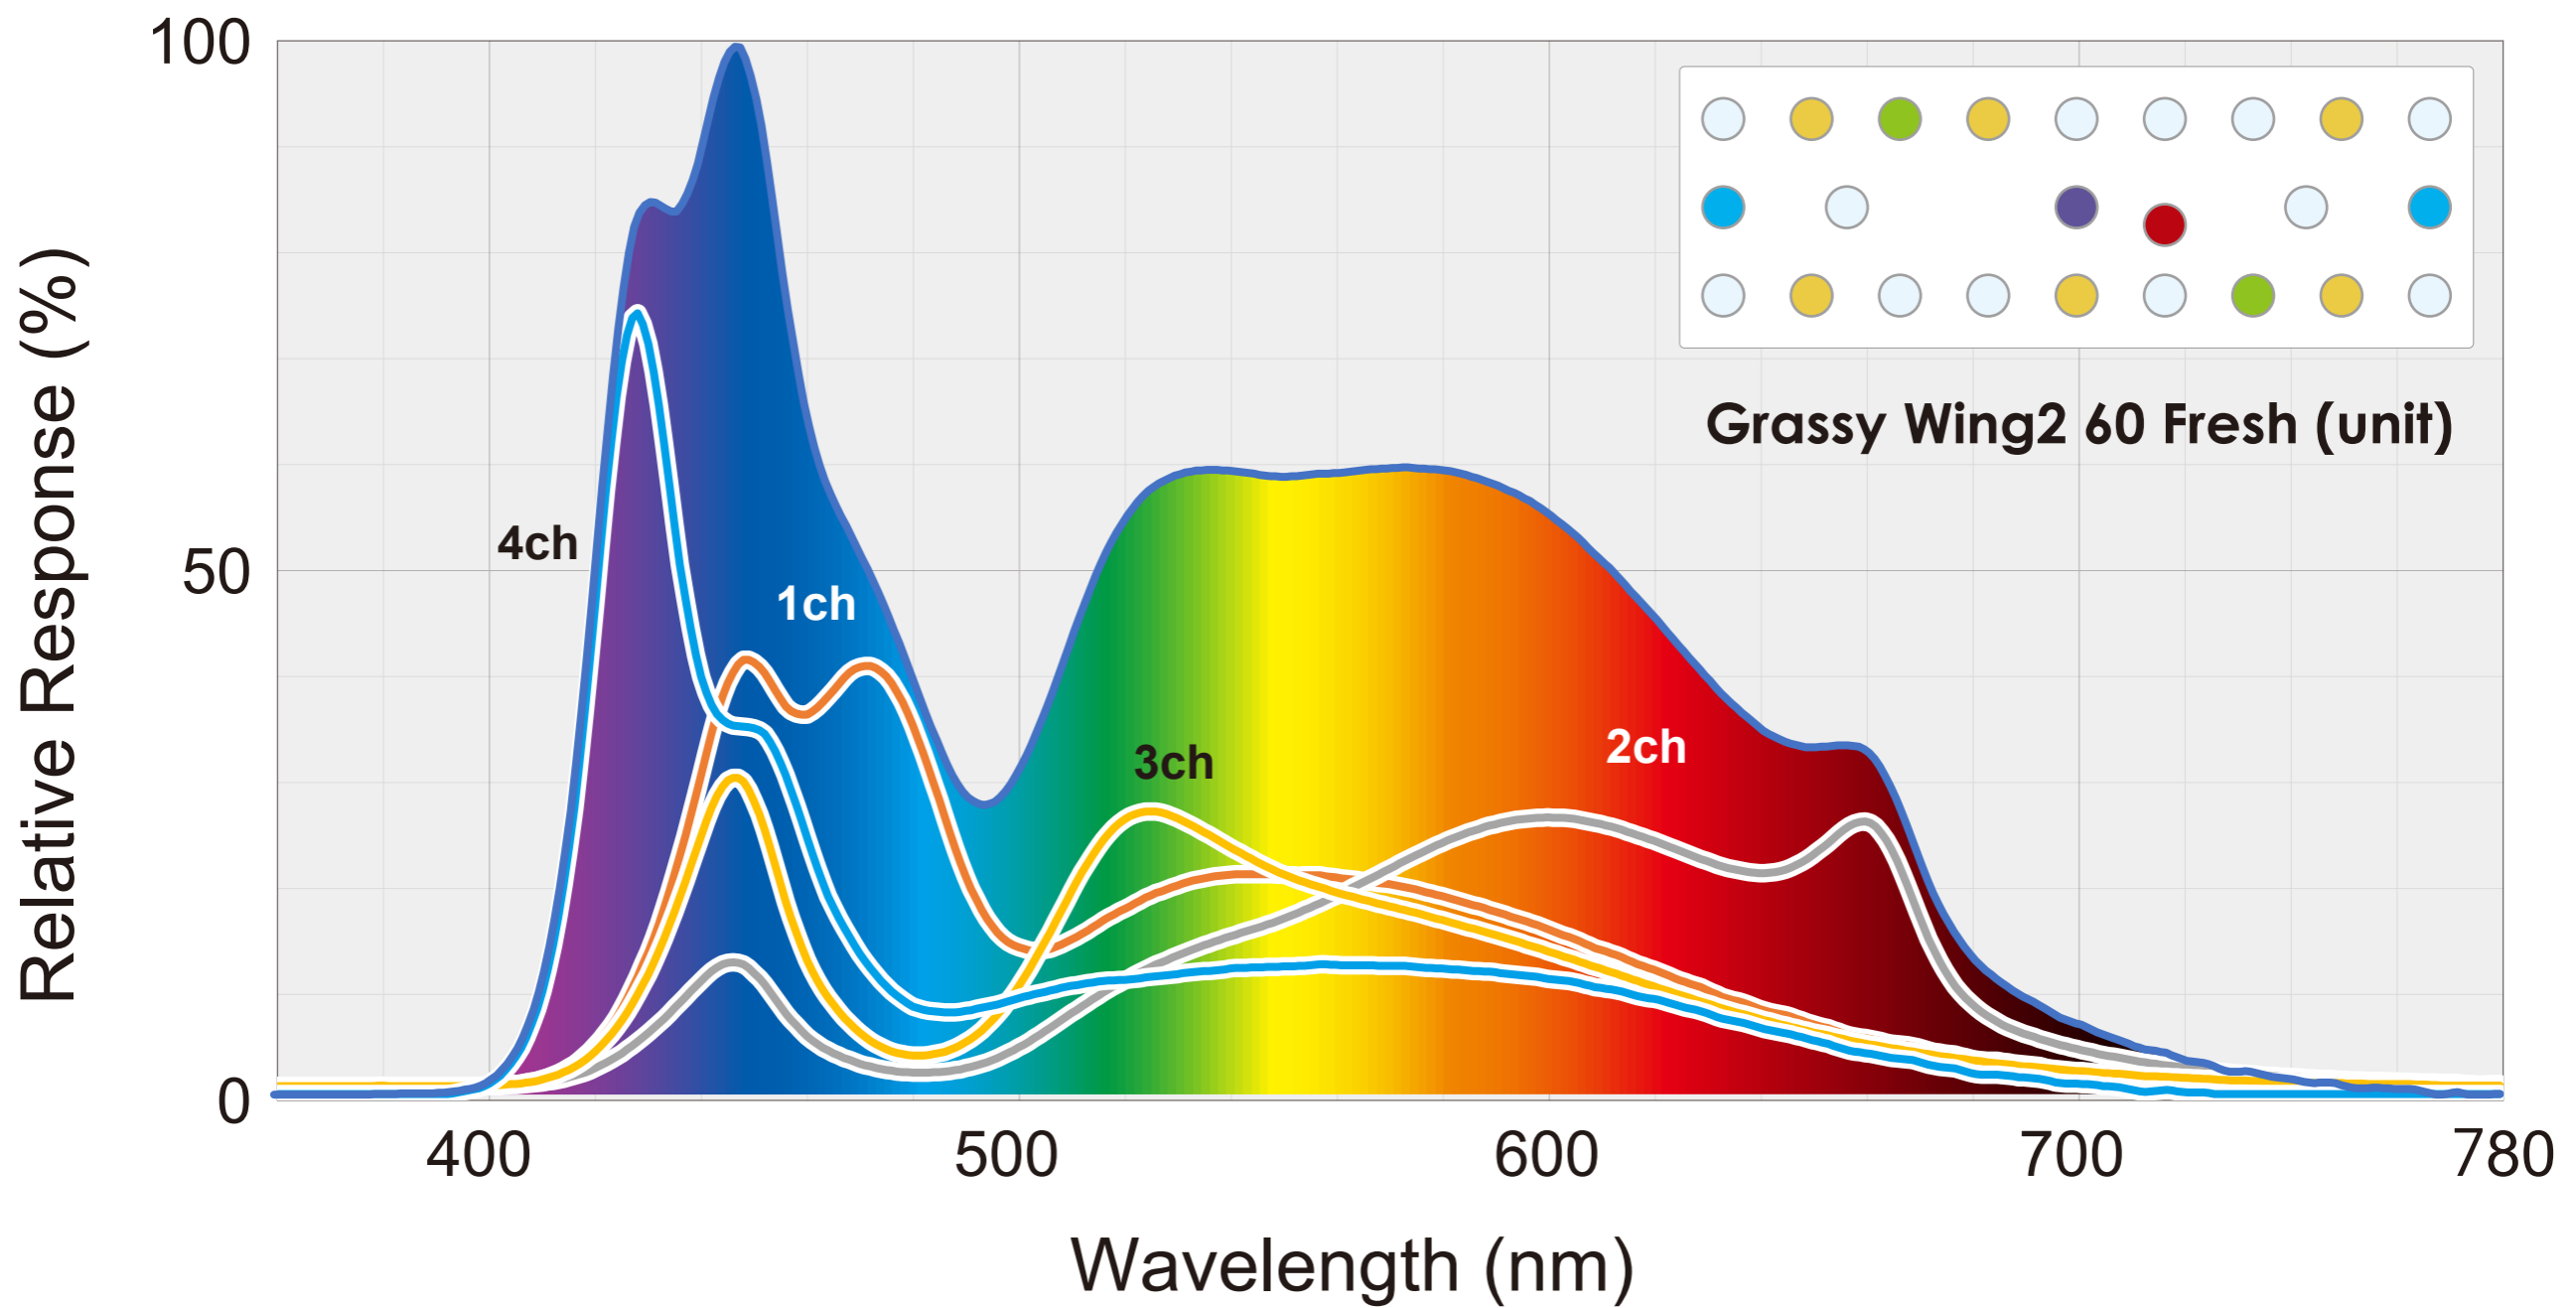 100
Grassy Wing2 60 Fresh (unit)
4ch
50
1ch
3ch
2ch
Relative Response (%)
0
400 500 600 700 780
Wavelength (nm)